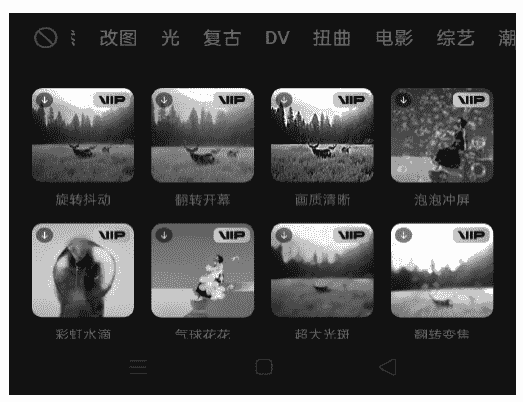 改图 光 复古 DV 扭曲 电影 综艺 潮
VIP VIP VIP VIP
旋转抖动 翻转开幕 画质清晰 泡泡冲屏
VIP VIP VIP VIP
彩虹水滴 气球花花 超大光斑 翻转变焦